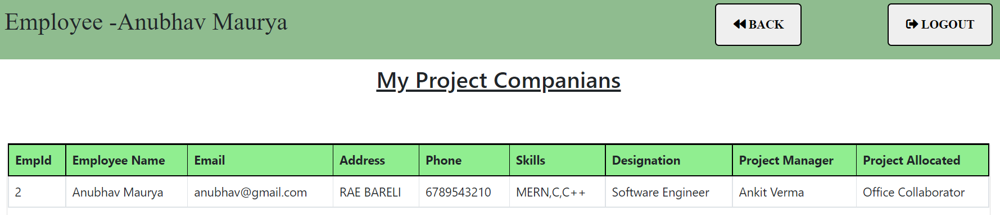 Employee -Anubhav Maurya
BACK
LOGOUT
My Project Companians
EmpId Employee Name Email Address Phone Skills Designation Project Manager Project Allocated
2 Anubhav Maurya anubhav@gmail.com RAE BARELI 6789543210 MERN,C,C++ Software Engineer Ankit Verma Office Collaborator